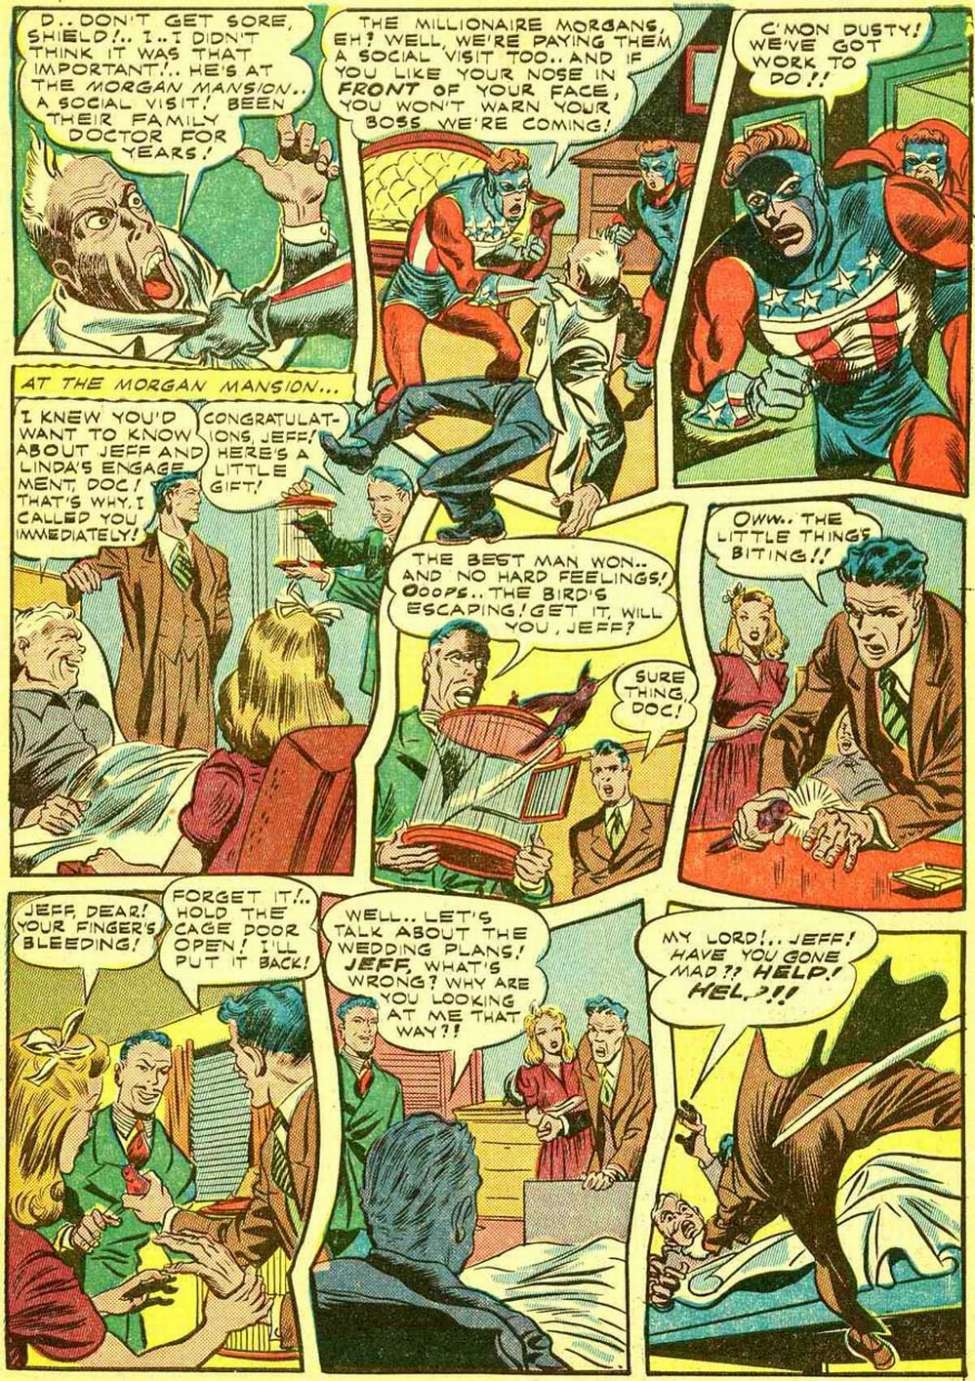 D..DON'T GET SORE,
SHIELD!.. I..I DIDN'T
THINK IT WAS THAT
IMPORTANT!.. HE'S AT
THE MORGAN MANSION..
A SOCIAL VISIT! BEEN
THEIR FAMILY
DOCTOR FOR
YEARS!
THE MILLIONAIRE MORGANS,
EH? WELL, WE'RE PAYING THEM
A SOCIAL VISIT TOO.. AND IF
YOU LIKE YOUR NOSE IN
FRONT OF YOUR FACE,
YOU WON'T WARN YOUR
BOSS WE'RE COMING!
C'MON DUSTY!
WE'VE GOT
WORK TO
DO!!
AT THE MORGAN MANSION...
I KNEW YOU'D
WANT TO KNOW
ABOUT JEFF AND
LINDA'S ENGAGE
MENT, DOC!
THAT'S WHY I
CALLED YOU
IMMEDIATELY!
CONGRATULAT-
IONS, JEFF!
HERE'S A
LITTLE
GIFT!
THE BEST MAN WON..
AND NO HARD FEELINGS!
OOOPS.. THE BIRD'S
ESCAPING! GET IT, WILL
YOU, JEFF?
SURE
THING,
DOC!
OWW.. THE
LITTLE THING'S
BITING!!
JEFF, DEAR!
YOUR FINGER'S
BLEEDING!
FORGET IT!..
HOLD THE
CAGE DOOR
OPEN! I'LL
PUT IT BACK!
WELL.. LET'S
TALK ABOUT THE
WEDDING PLANS!
JEFF, WHAT'S
WRONG? WHY ARE
YOU LOOKING
AT ME THAT
WAY?!
MY LORD!.. JEFF!
HAVE YOU GONE
MAD?? HELP!
HELP!!!